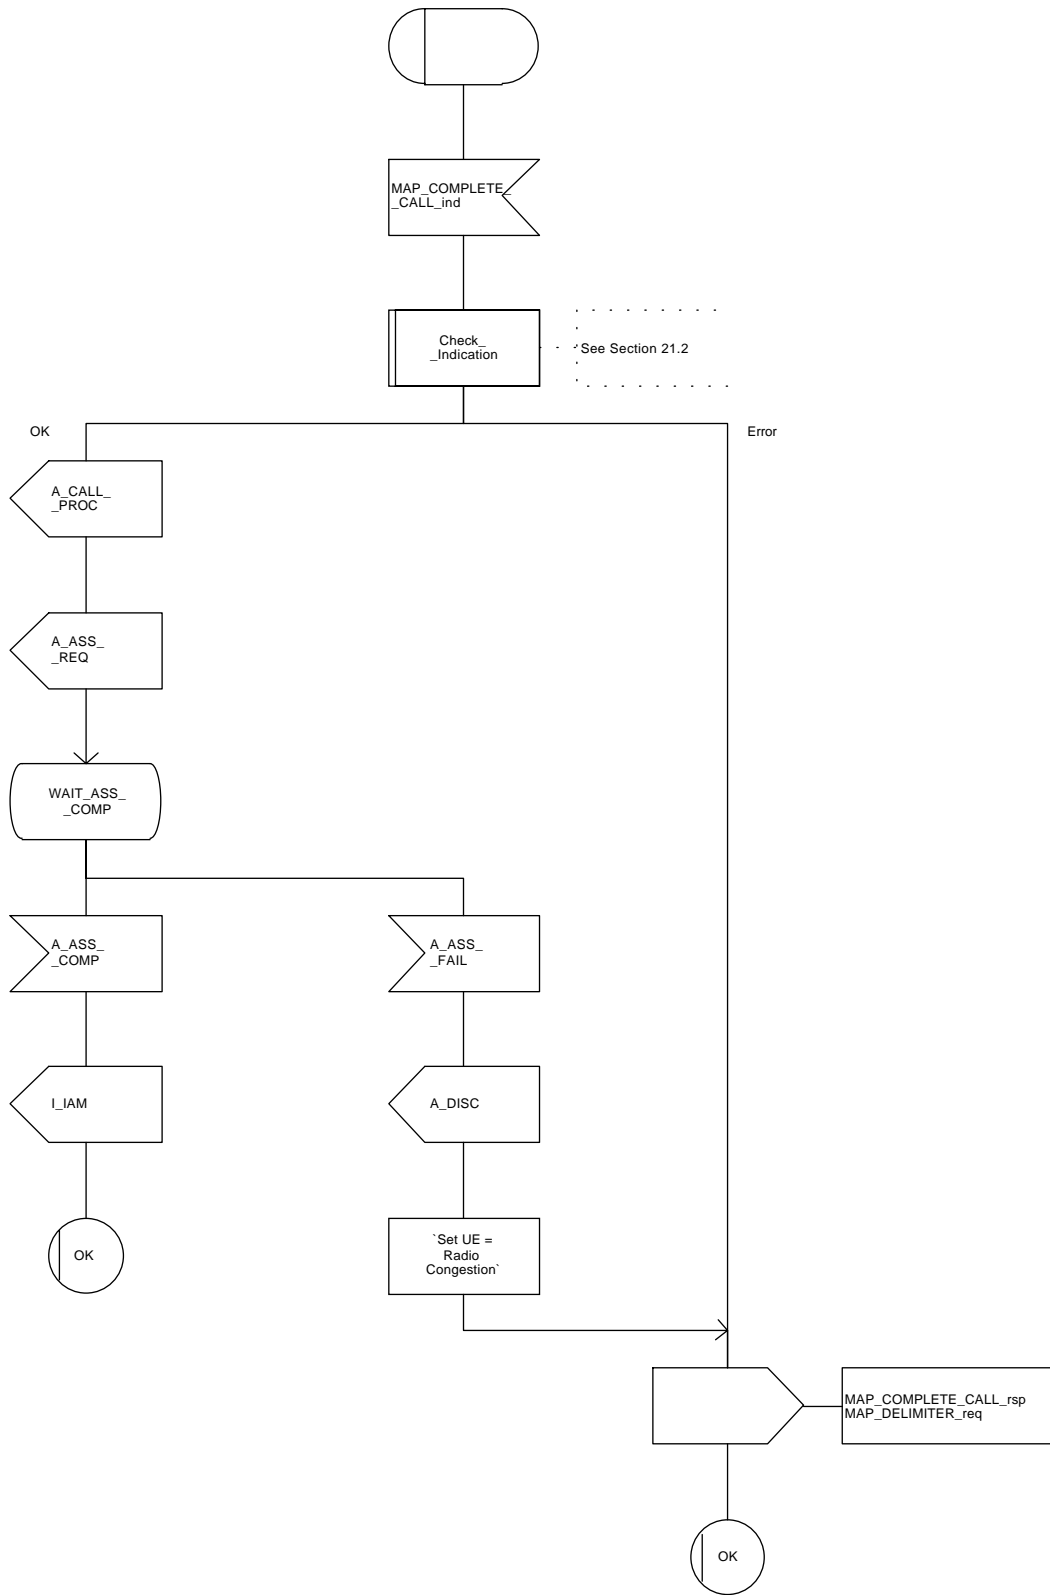 MAP_COMPLETE_
_CALL_ind
Check_
_Indication
See Section 21.2
OK
Error
A_CALL_
_PROC
A_ASS_
_REQ
WAIT_ASS_
_COMP
A_ASS_
_COMP
A_ASS_
_FAIL
I_IAM
A_DISC
OK
`Set UE =
Radio
Congestion`
MAP_COMPLETE_CALL_rsp
MAP_DELIMITER_req
OK